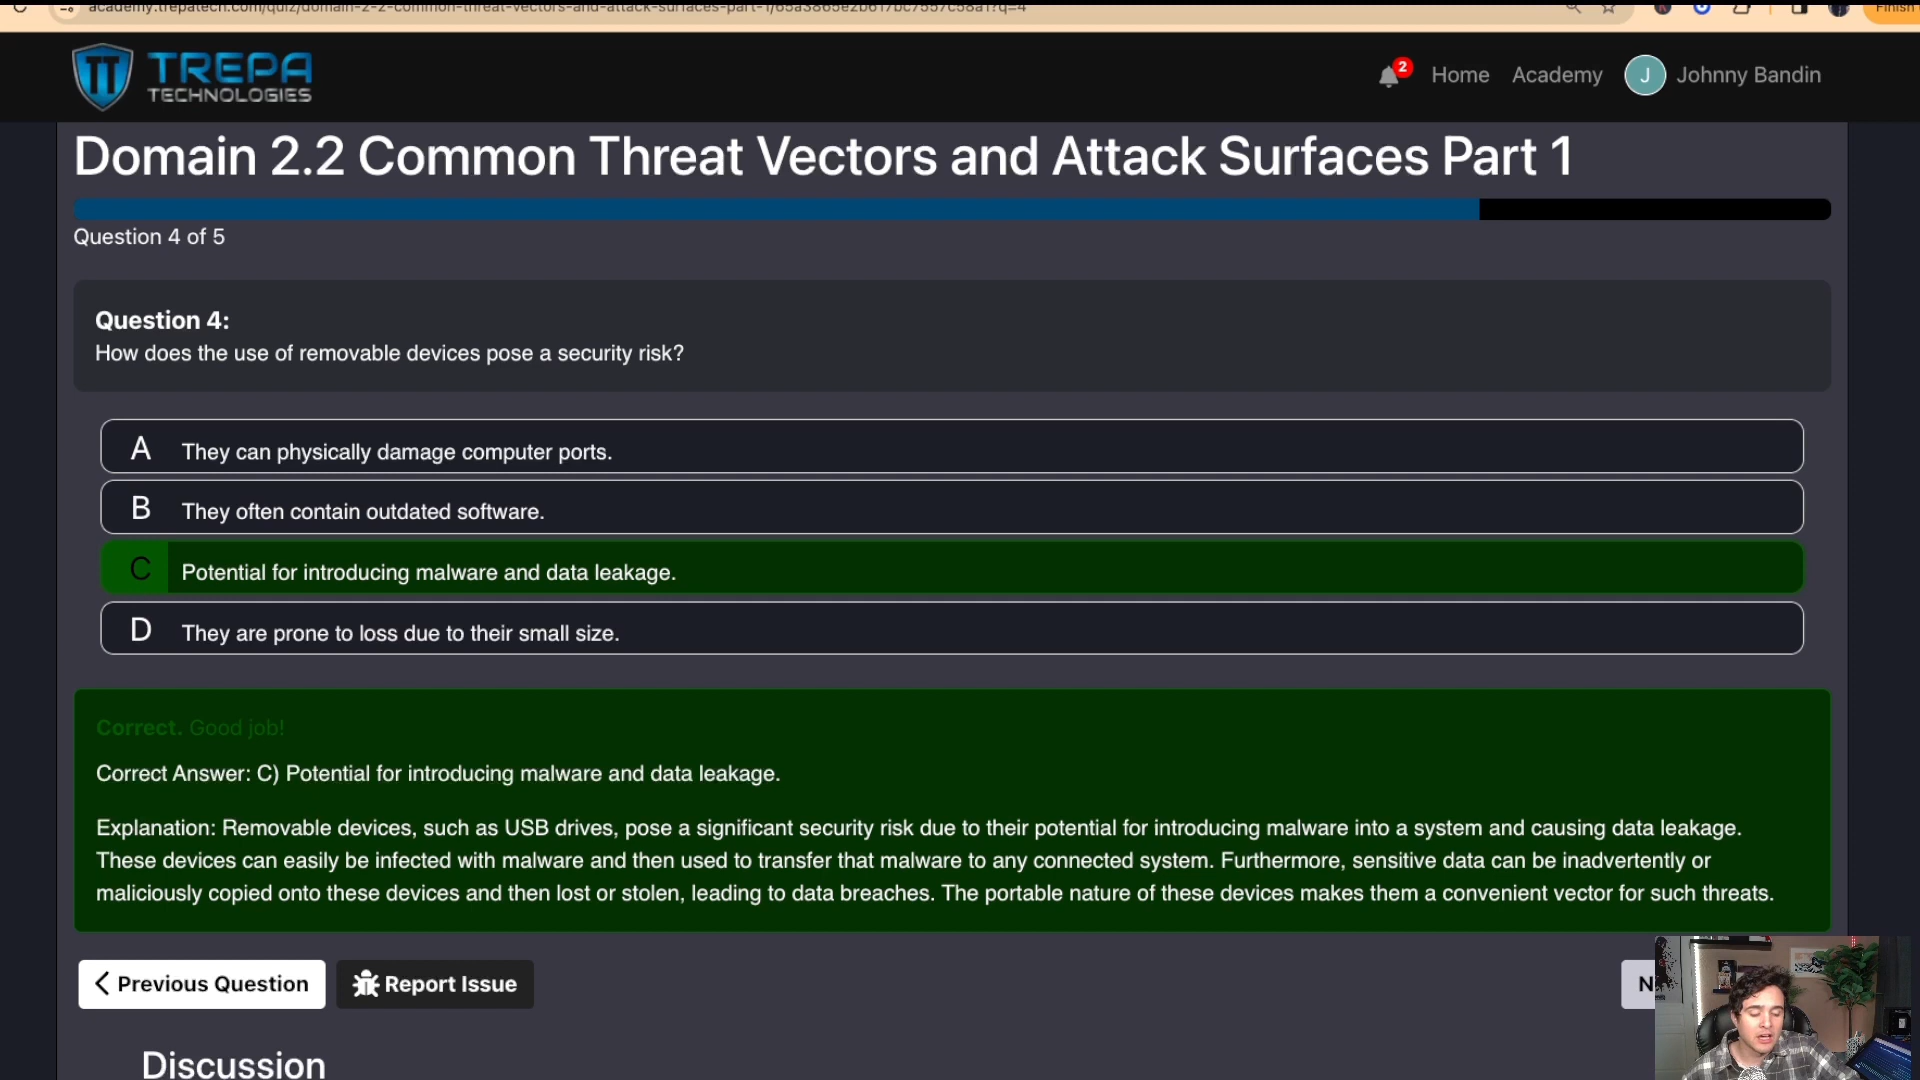 TREPA
TECHNOLOGIES
2
Home
Academy
J
Johnny Bandin
Domain 2.2 Common Threat Vectors and Attack Surfaces Part 1
Question 4 of 5
Question 4:
How does the use of removable devices pose a security risk?
A They can physically damage computer ports.
B They often contain outdated software.
C Potential for introducing malware and data leakage.
D They are prone to loss due to their small size.
Correct. Good job!
Correct Answer: C) Potential for introducing malware and data leakage.
Explanation: Removable devices, such as USB drives, pose a significant security risk due to their potential for introducing malware into a system and causing data leakage.
These devices can easily be infected with malware and then used to transfer that malware to any connected system. Furthermore, sensitive data can be inadvertently or
maliciously copied onto these devices and then lost or stolen, leading to data breaches. The portable nature of these devices makes them a convenient vector for such threats.
Previous Question
Report Issue
N
Discussion